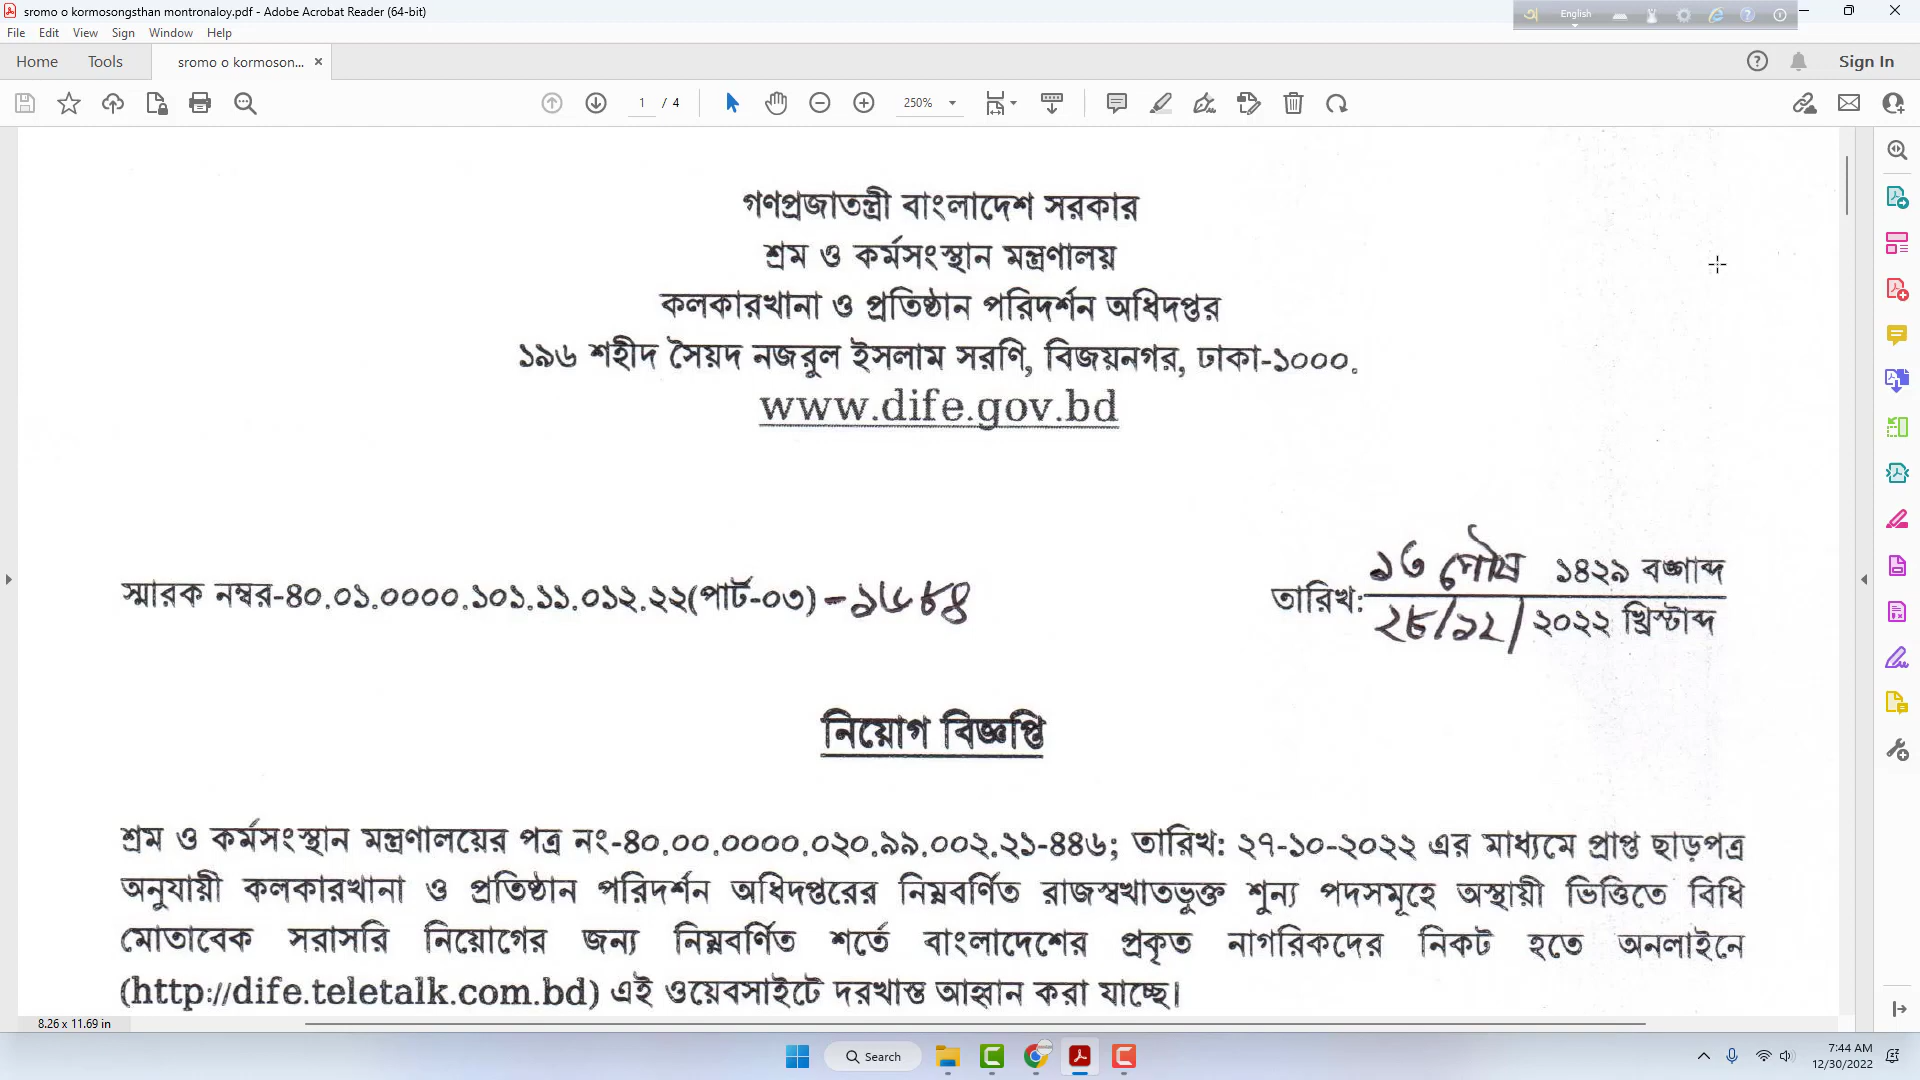 sromo o kormosongsthan montronaloy.pdf - Adobe Acrobat Reader (64-bit)
English
File Edit View Sign Window Help
Home Tools sromo o kormoson... × Sign In
1 / 4 250%
গণপ্রজাতন্ত্রী বাংলাদেশ সরকার
শ্রম ও কর্মসংস্থান মন্ত্রণালয়
কলকারখানা ও প্রতিষ্ঠান পরিদর্শন অধিদপ্তর
১৯৬ শহীদ সৈয়দ নজরুল ইসলাম সরণি, বিজয়নগর, ঢাকা-১০০০.
www.dife.gov.bd
স্মারক নম্বর-৪০.০১.০০০০.১০১.১১.০১২.২২(পার্ট-০৩)
তারিখ: পৌষ ১৪২৯ বঙ্গাব্দ
২৮/১২/২০২২ খ্রিস্টাব্দ
নিয়োগ বিজ্ঞপ্তি
শ্রম ও কর্মসংস্থান মন্ত্রণালয়ের পত্র নং-৪০.০০.০০০০.০২০.৯৯.০০২.২১-৪৪৬; তারিখ: ২৭-১০-২০২২ এর মাধ্যমে প্রাপ্ত ছাড়পত্র
অনুযায়ী কলকারখানা ও প্রতিষ্ঠান পরিদর্শন অধিদপ্তরের নিম্নবর্ণিত রাজস্বখাতভুক্ত শুন্য পদসমূহে অস্থায়ী ভিত্তিতে বিধি
মোতাবেক সরাসরি নিয়োগের জন্য নিম্নবর্ণিত শর্তে বাংলাদেশের প্রকৃত নাগরিকদের নিকট হতে অনলাইনে
(http://dife.teletalk.com.bd) এই ওয়েবসাইটে দরখাস্ত আহ্বান করা যাচ্ছে।
8.26 x 11.69 in
Search
7:44 AM
12/30/2022